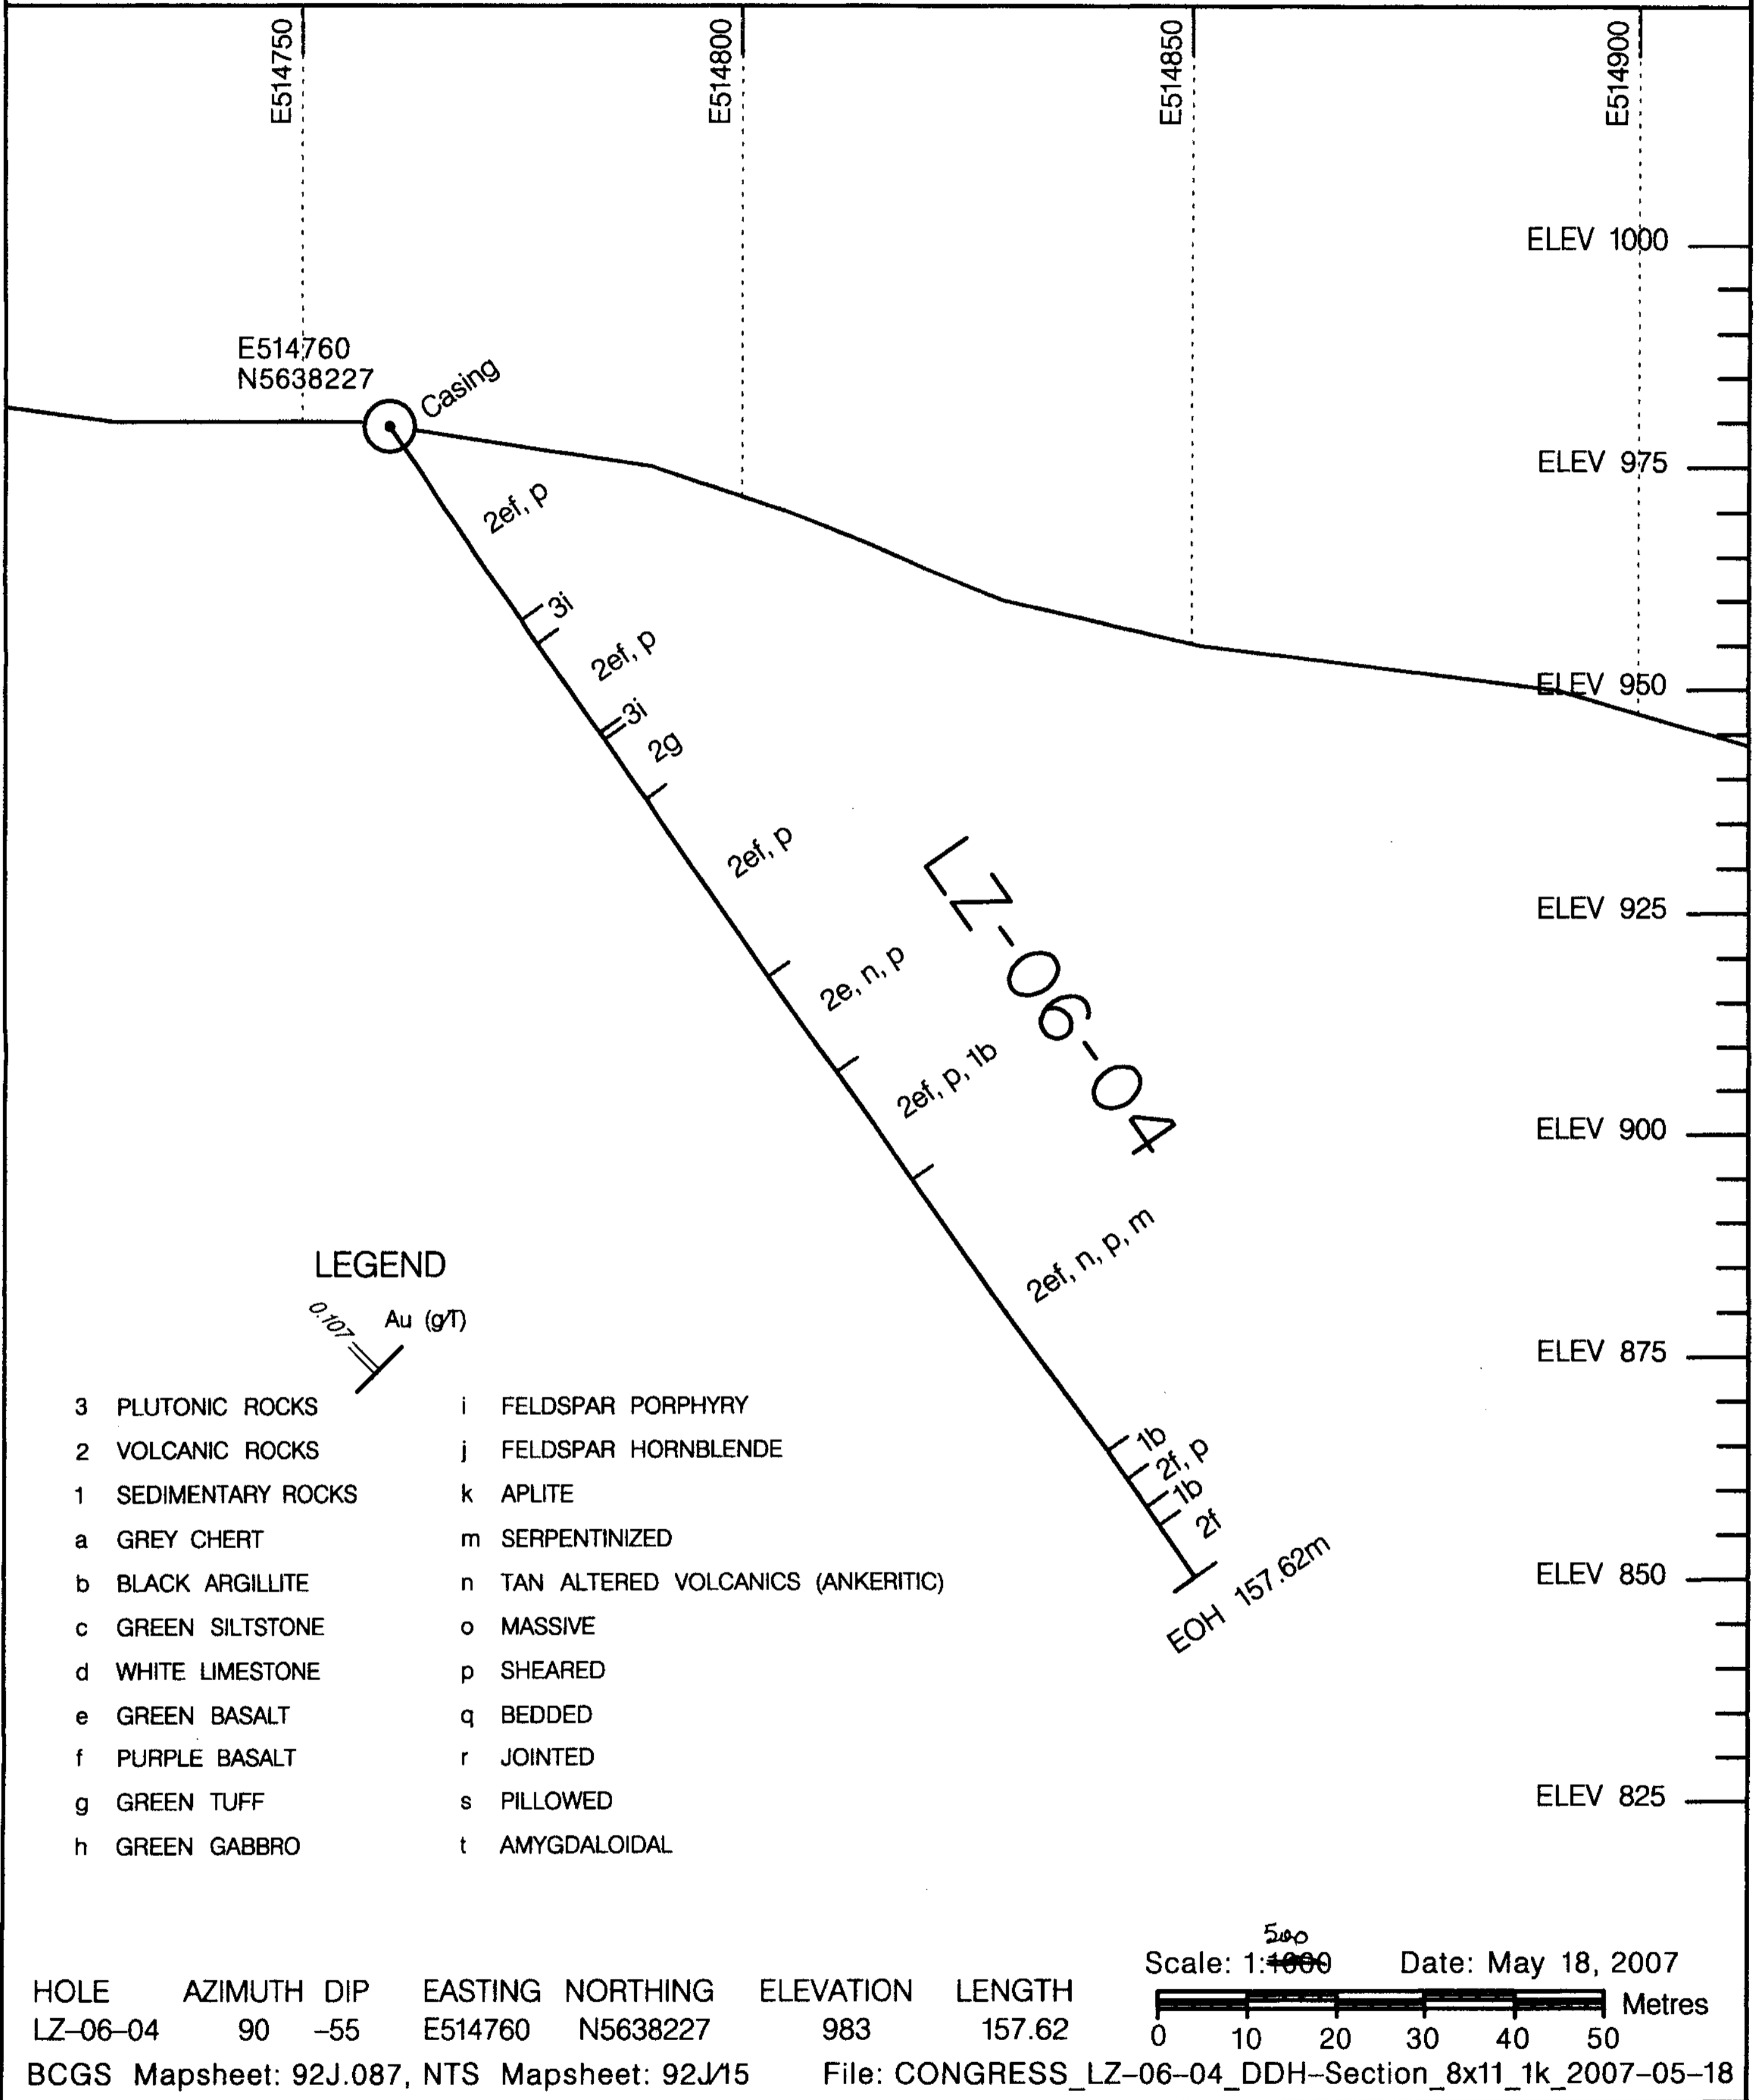 E514750
E514800
E514850
E514900
ELEV 1000
E514760
N5638227
Casing
ELEV 975
2ef, p
3i
2ef, p
ELEV 950
3i
2g
2ef, p
LZ-06-04
ELEV 925
2e, n, p
2ef, p, 1b
ELEV 900
2ef, n, p, m
LEGEND
0.107
Au (g/T)
ELEV 875
3 PLUTONIC ROCKS
2 VOLCANIC ROCKS
1 SEDIMENTARY ROCKS
a GREY CHERT
b BLACK ARGILLITE
c GREEN SILTSTONE
d WHITE LIMESTONE
e GREEN BASALT
f PURPLE BASALT
g GREEN TUFF
h GREEN GABBRO
i FELDSPAR PORPHYRY
j FELDSPAR HORNBLENDE
k APLITE
m SERPENTINIZED
n TAN ALTERED VOLCANICS (ANKERITIC)
o MASSIVE
p SHEARED
q BEDDED
r JOINTED
s PILLOWED
t AMYGDALOIDAL
1b
2f, p
1b
2f
EOH 157.62m
ELEV 850
ELEV 825
500
Scale: 1:1000 Date: May 18, 2007
Metres
0 10 20 30 40 50
HOLE AZIMUTH DIP EASTING NORTHING ELEVATION LENGTH
LZ-06-04 90 -55 E514760 N5638227 983 157.62
BCGS Mapsheet: 92J.087, NTS Mapsheet: 92J/15 File: CONGRESS_LZ-06-04_DDH-Section_8x11_1k_2007-05-18